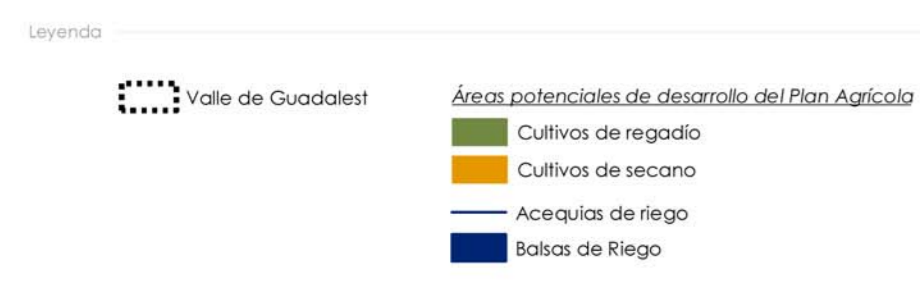 Leyenda
Valle de Guadalest
Áreas potenciales de desarrollo del Plan Agrícola
Cultivos de regadío
Cultivos de secano
Acequias de riego
Balsas de Riego